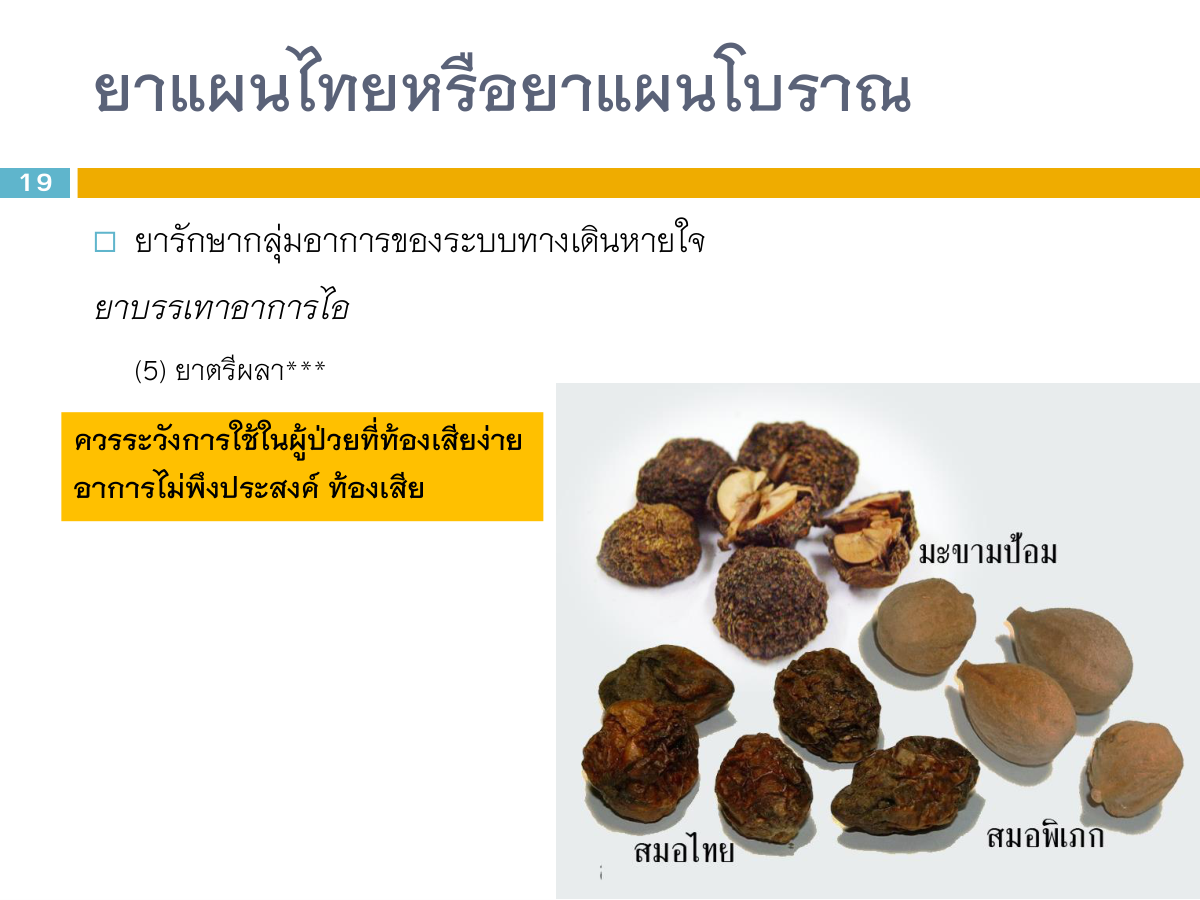 ยาแผนไทยหรือยาแผนโบราณ
19
ยารักษากลุ่มอาการของระบบทางเดินหายใจ
ยาบรรเทาอาการไอ
(5) ยาตรีผลา***
ควรระวังการใช้ในผู้ป่วยที่ท้องเสียง่าย
อาการไม่พึงประสงค์ ท้องเสีย
มะขามป้อม
สมอพิเภก
สมอไทย